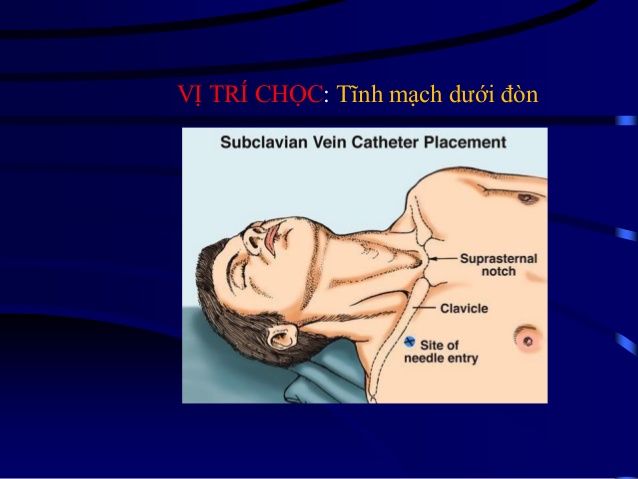 VỊ TRÍ CHỌC: Tĩnh mạch dưới đòn
Subclavian Vein Catheter Placement
Suprasternal
notch
Clavicle
Site of
needle entry